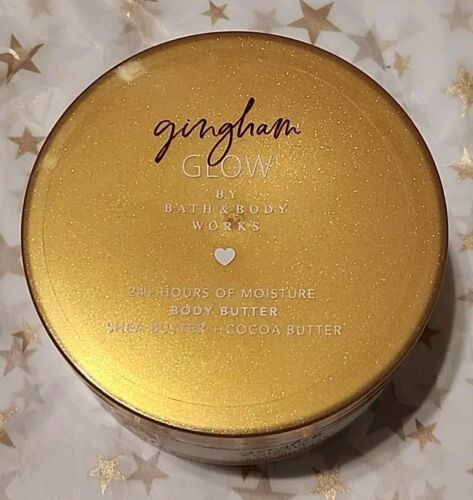 gingham
GLOW
BY
BATH & BODY
WORKS
24+ HOURS OF MOISTURE
BODY BUTTER
SHEA BUTTER + COCOA BUTTER